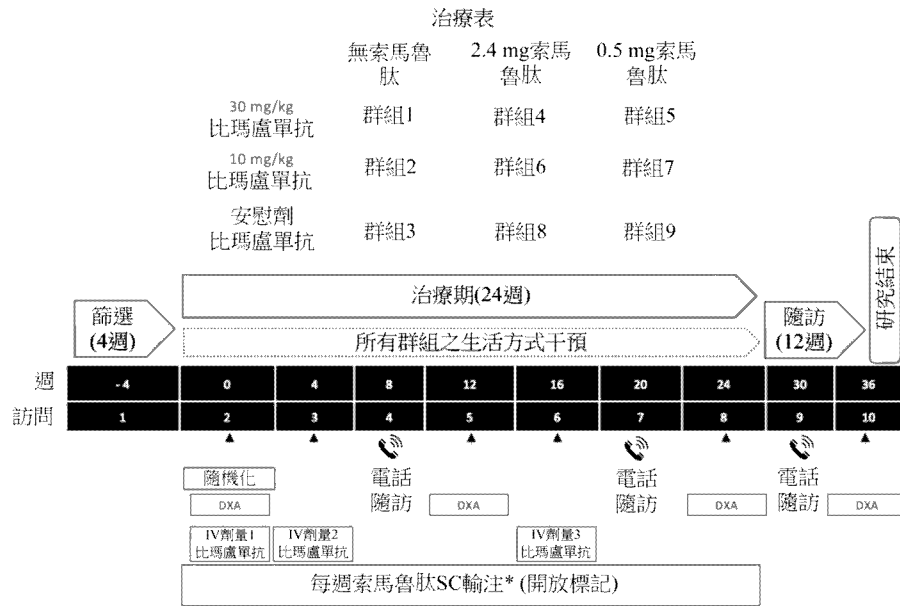 治療表
無索馬魯
肽
2.4 mg索馬
魯肽
0.5 mg索馬
魯肽
30 mg/kg
比瑪盧單抗
群組1
群組4
群組5
10 mg/kg
比瑪盧單抗
群組2
群組6
群組7
安慰劑
比瑪盧單抗
群組3
群組8
群組9
篩選
(4週)
治療期(24週)
所有群組之生活方式干預
隨訪
(12週)
研究結束
週 -4 0 4 8 12 16 20 24 30 36
訪問 1 2 3 4 5 6 7 8 9 10
隨機化
DXA
電話
隨訪
DXA
電話
隨訪
DXA
電話
隨訪
DXA
IV劑量1
比瑪盧單抗
IV劑量2
比瑪盧單抗
IV劑量3
比瑪盧單抗
每週索馬魯肽SC輸注* (開放標記)